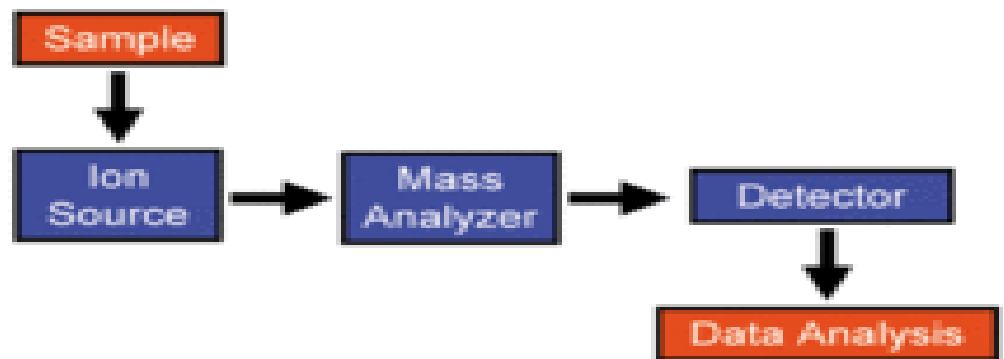 Sample
Ion
Source
Mass
Analyzer
Detector
Data Analysis